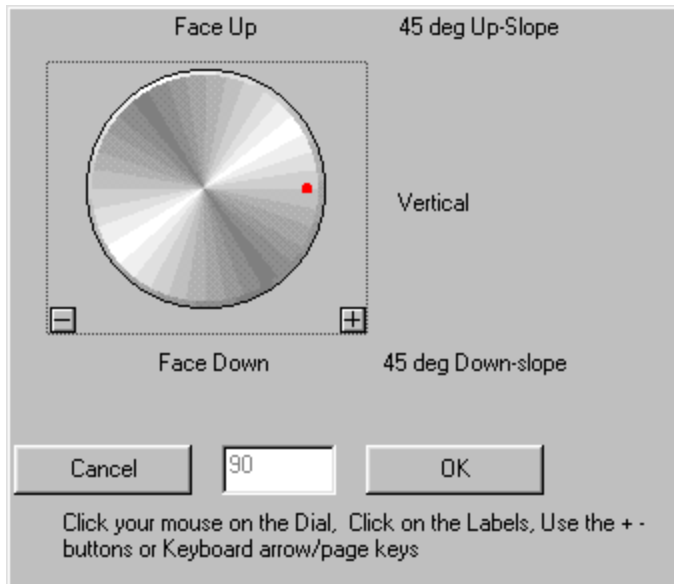 Face Up 45 deg Up-Slope
Vertical
− +
Face Down 45 deg Down-slope
Cancel 90 OK
Click your mouse on the Dial,  Click on the Labels, Use the + -
buttons or Keyboard arrow/page keys